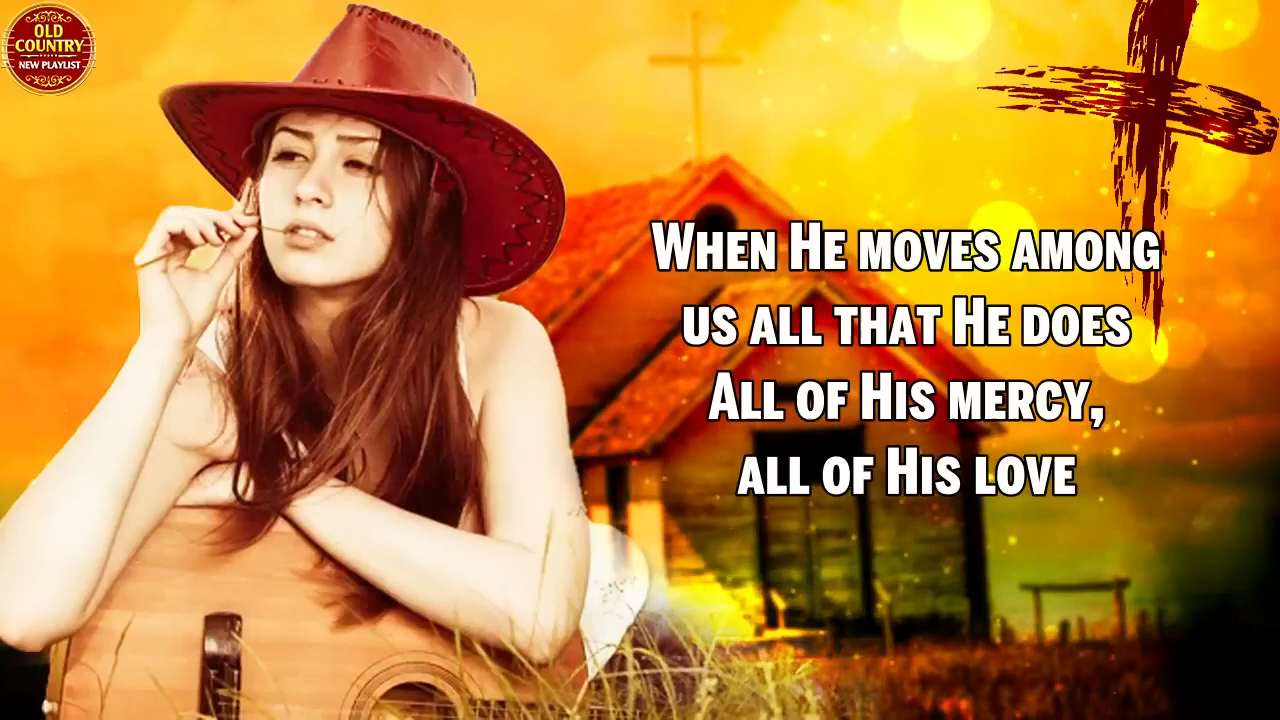 OLD
COUNTRY
NEW PLAYLIST
When He moves among
us all that He does
All of His mercy,
all of His love